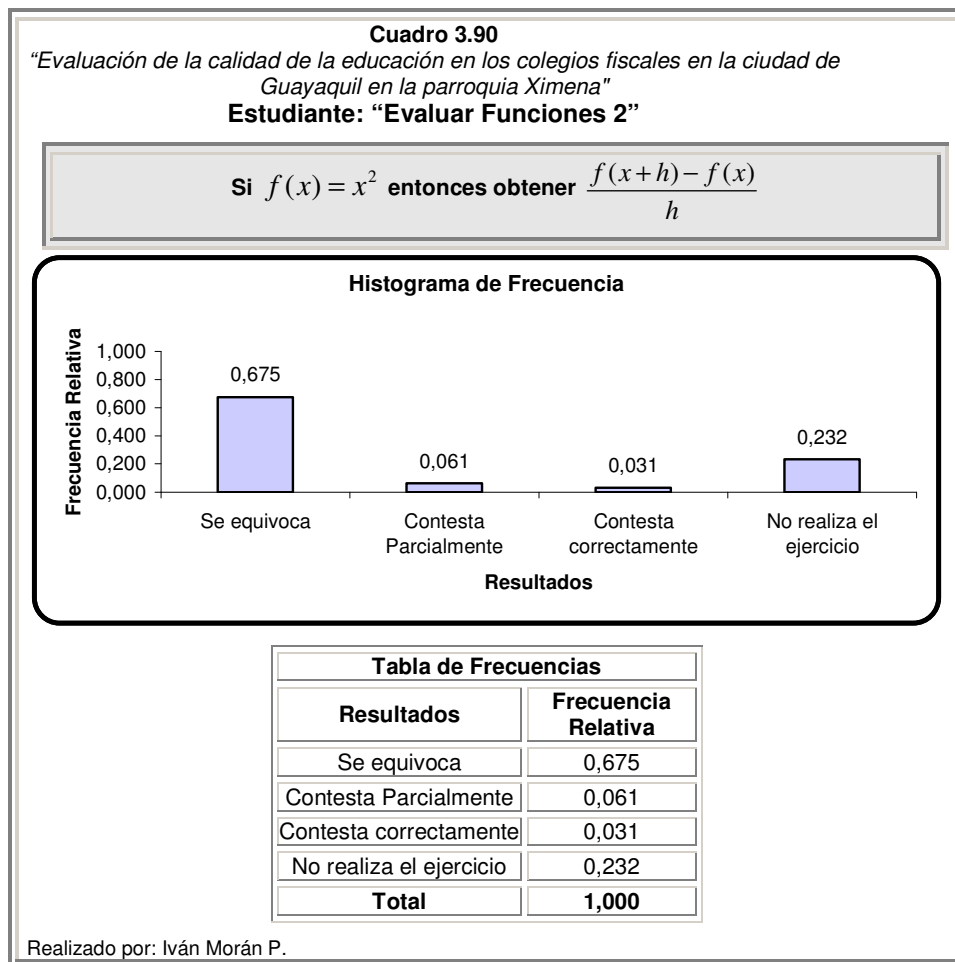 Cuadro 3.90
“Evaluación de la calidad de la educación en los colegios fiscales en la ciudad de
Guayaquil en la parroquia Ximena"
Estudiante: “Evaluar Funciones 2”
Si f(x) = x² entonces obtener (f(x+h) − f(x)) / h
Histograma de Frecuencia
Frecuencia Relativa
1,000
0,800
0,600
0,400
0,200
0,000
0,675
0,061
0,031
0,232
Se equivoca
Contesta
Parcialmente
Contesta
correctamente
No realiza el
ejercicio
Resultados
Tabla de Frecuencias
Resultados Frecuencia
Relativa
Se equivoca 0,675
Contesta Parcialmente 0,061
Contesta correctamente 0,031
No realiza el ejercicio 0,232
Total 1,000
Realizado por: Iván Morán P.